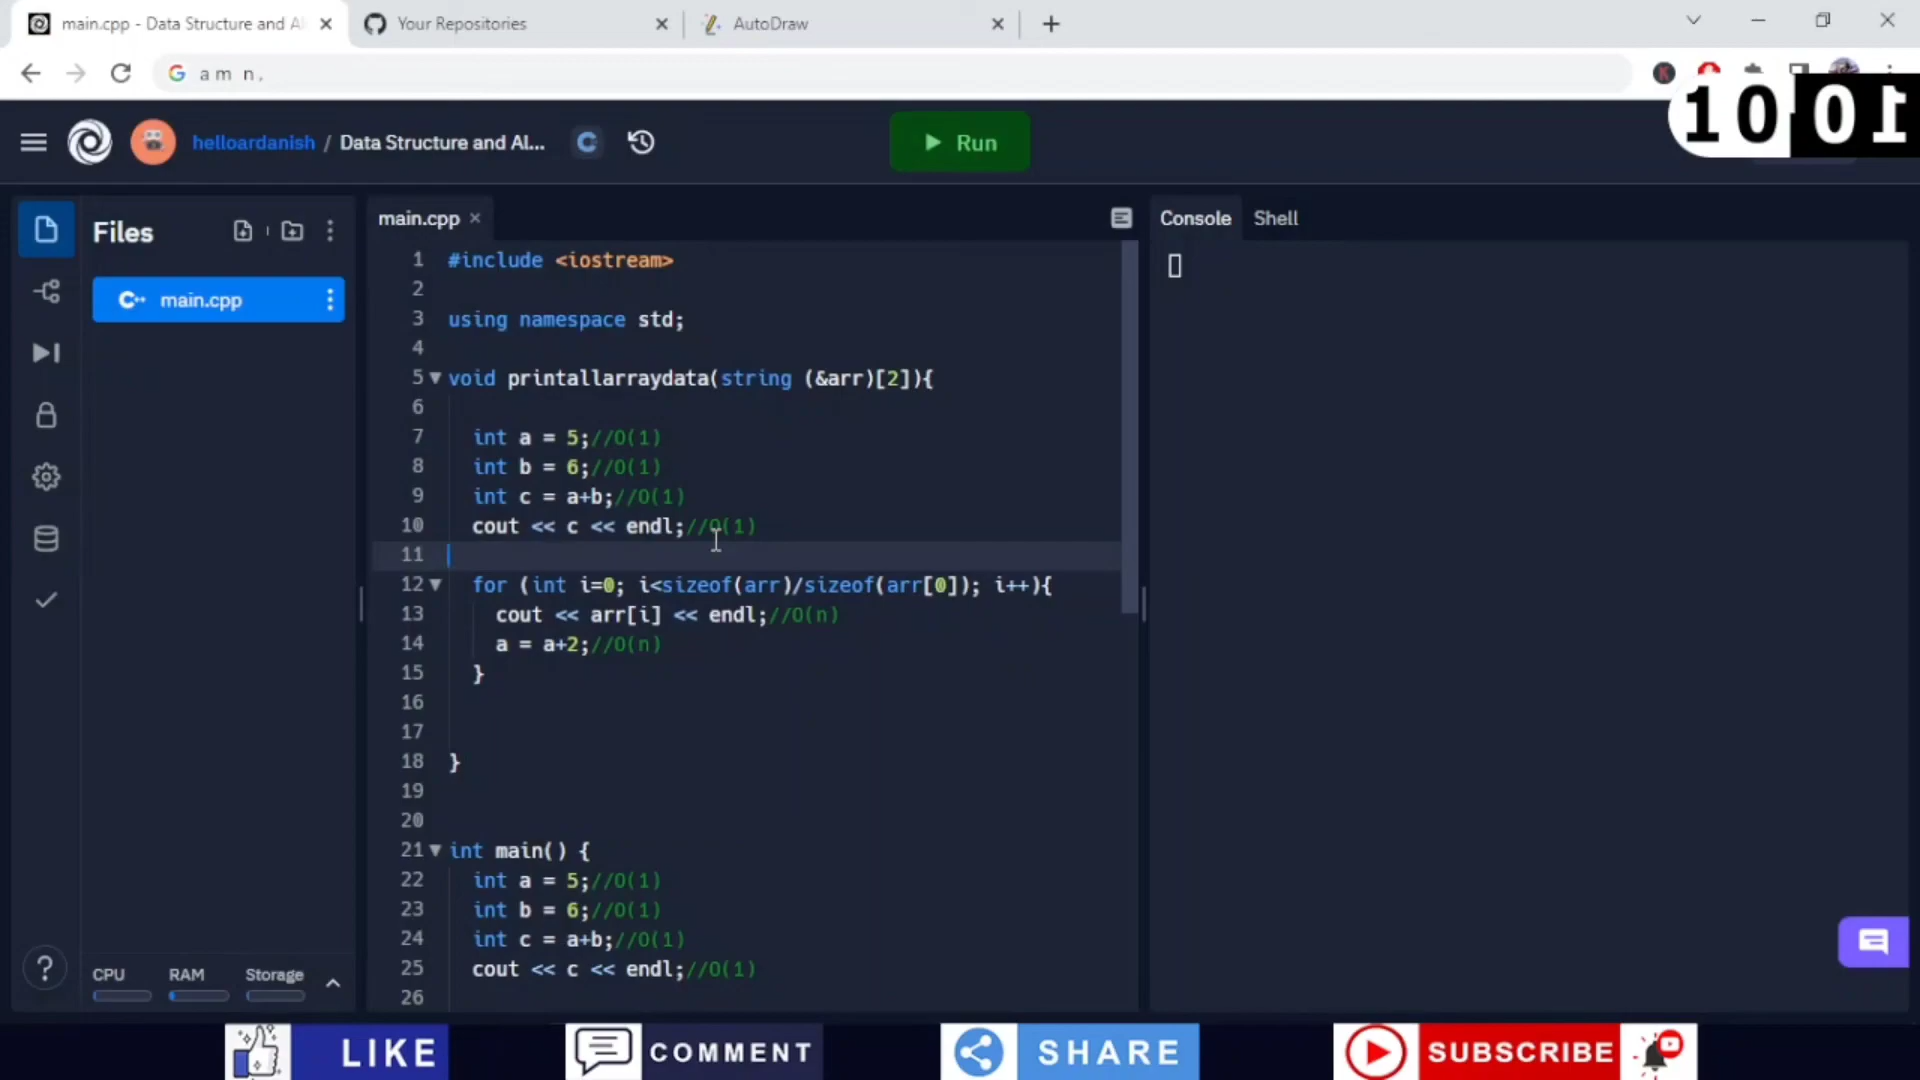 main.cpp - Data Structure and Al
Your Repositories
AutoDraw
a m n,
10 01
helloardanish / Data Structure and Al...
Run
Files
main.cpp
Console
Shell
main.cpp
1 #include <iostream>
2
3 using namespace std;
4
5 void printallarraydata(string (&arr)[2]){
6
7 int a = 5;//O(1)
8 int b = 6;//O(1)
9 int c = a+b;//O(1)
10 cout << c << endl;//O(1)
11
12 for (int i=0; i<sizeof(arr)/sizeof(arr[0]); i++){
13 cout << arr[i] << endl;//O(n)
14 a = a+2;//O(n)
15 }
16
17
18 }
19
20
21 int main() {
22 int a = 5;//O(1)
23 int b = 6;//O(1)
24 int c = a+b;//O(1)
25 cout << c << endl;//O(1)
26
CPU
RAM
Storage
LIKE
COMMENT
SHARE
SUBSCRIBE